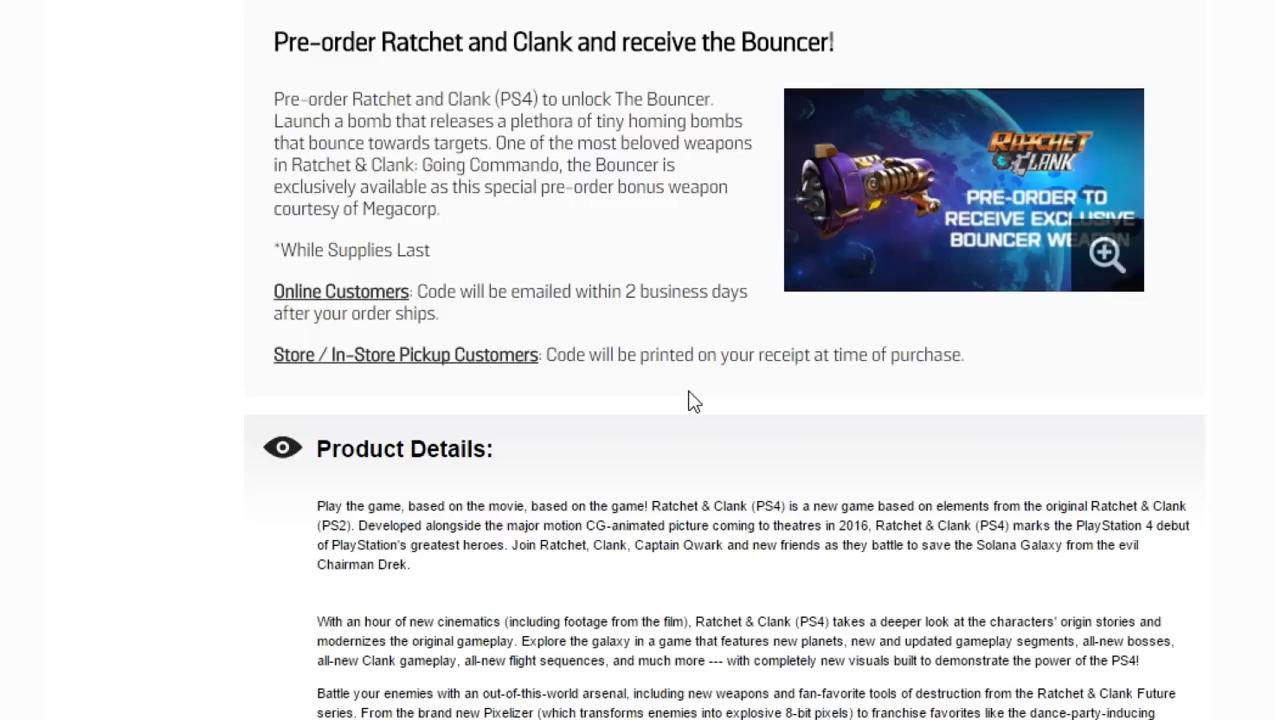 Pre-order Ratchet and Clank and receive the Bouncer!
Pre-order Ratchet and Clank (PS4) to unlock The Bouncer.
Launch a bomb that releases a plethora of tiny homing bombs
that bounce towards targets. One of the most beloved weapons
in Ratchet & Clank: Going Commando, the Bouncer is
exclusively available as this special pre-order bonus weapon
courtesy of Megacorp.
*While Supplies Last
Online Customers: Code will be emailed within 2 business days
after your order ships.
Store / In-Store Pickup Customers: Code will be printed on your receipt at time of purchase.
RATCHET
CLANK
PRE-ORDER TO
RECEIVE EXCLUSIVE
BOUNCER WEAPON
Product Details:
Play the game, based on the movie, based on the game! Ratchet & Clank (PS4) is a new game based on elements from the original Ratchet & Clank
(PS2). Developed alongside the major motion CG-animated picture coming to theatres in 2016, Ratchet & Clank (PS4) marks the PlayStation 4 debut
of PlayStation's greatest heroes. Join Ratchet, Clank, Captain Qwark and new friends as they battle to save the Solana Galaxy from the evil
Chairman Drek.
With an hour of new cinematics (including footage from the film), Ratchet & Clank (PS4) takes a deeper look at the characters' origin stories and
modernizes the original gameplay. Explore the galaxy in a game that features new planets, new and updated gameplay segments, all-new bosses,
all-new Clank gameplay, all-new flight sequences, and much more --- with completely new visuals built to demonstrate the power of the PS4!
Battle your enemies with an out-of-this-world arsenal, including new weapons and fan-favorite tools of destruction from the Ratchet & Clank Future
series. From the brand new Pixelizer (which transforms enemies into explosive 8-bit pixels) to franchise favorites like the dance-party-inducing